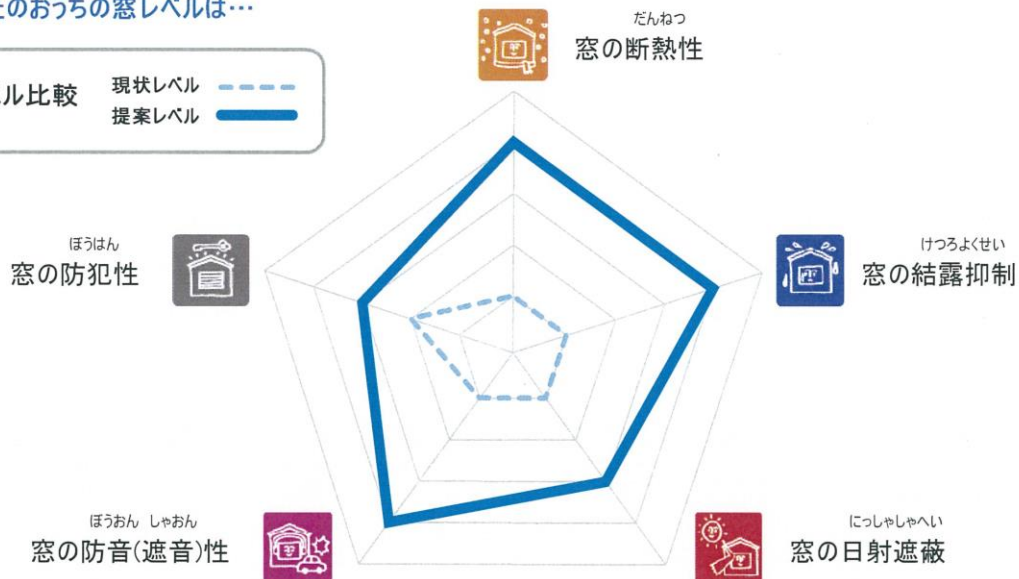 のおうちの窓レベルは…
ル比較
現状レベル
提案レベル
だんねつ
窓の断熱性
ぼうはん
窓の防犯性
けつろよくせい
窓の結露抑制
ぼうおん しゃおん
窓の防音(遮音)性
にっしゃしゃへい
窓の日射遮蔽